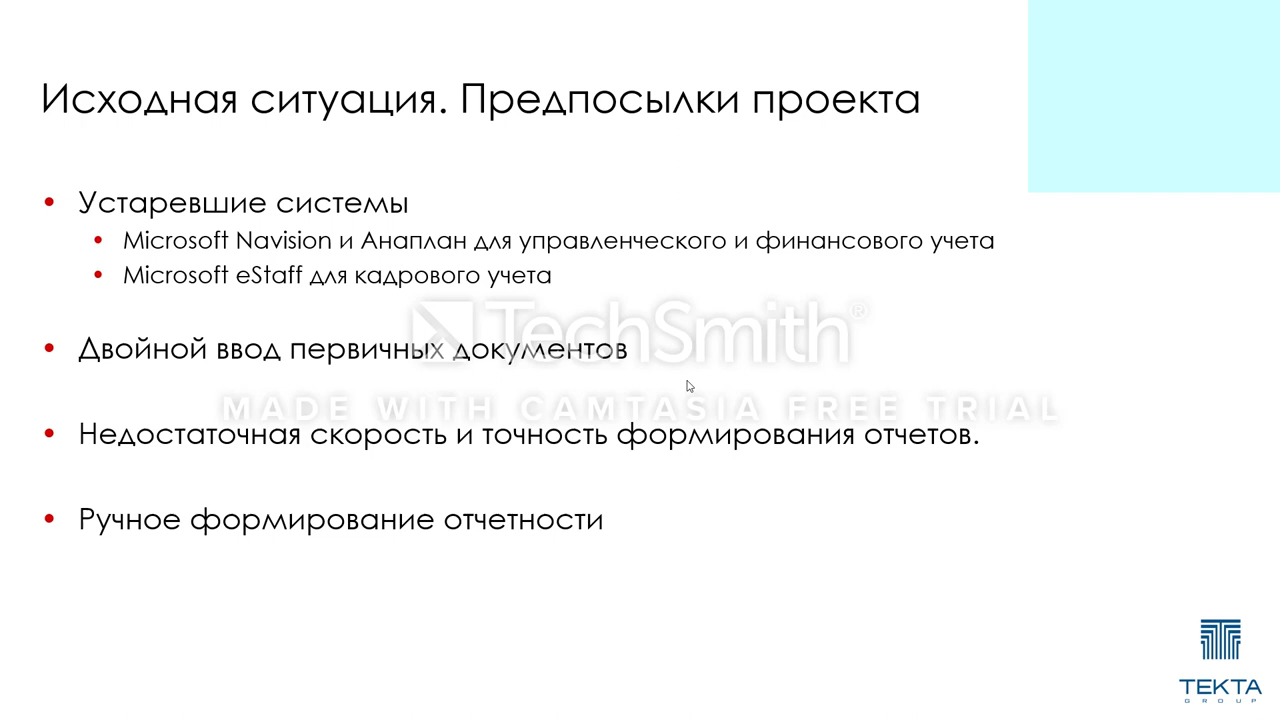 Исходная ситуация. Предпосылки проекта
• Устаревшие системы
• Microsoft Navision и Анаплан для управленческого и финансового учета
• Microsoft eStaff для кадрового учета
TechSmith®
• Двойной ввод первичных документов
MADE WITH CAMTASIA FREE TRIAL
• Недостаточная скорость и точность формирования отчетов.
• Ручное формирование отчетности
ТЕКТА
GROUP